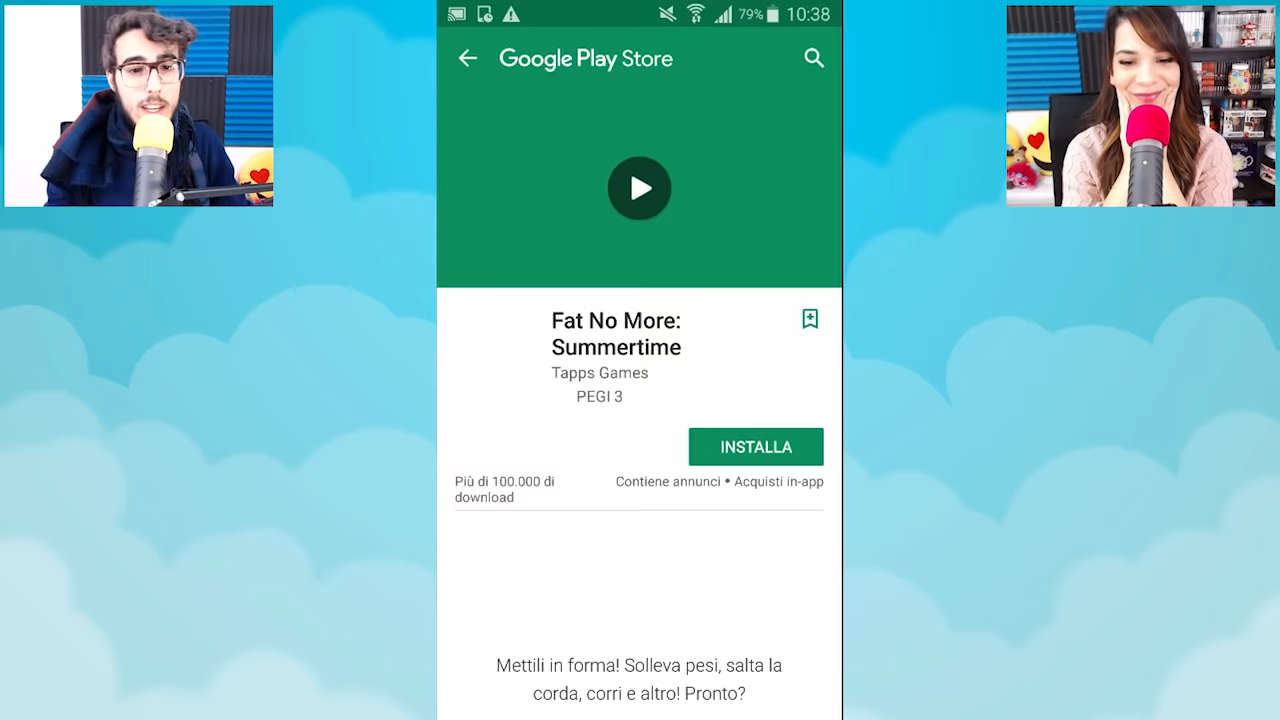 79% 10:38
Google Play Store
Fat No More:
Summertime
Tapps Games
PEGI 3
INSTALLA
Più di 100.000 di
download
Contiene annunci • Acquisti in-app
Mettili in forma! Solleva pesi, salta la
corda, corri e altro! Pronto?